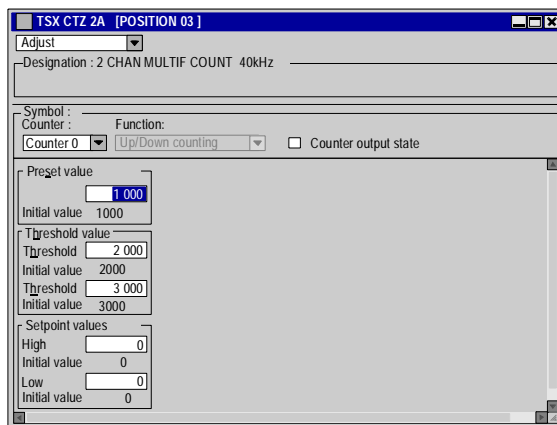 TSX CTZ 2A [POSITION 03 ]
Adjust
Designation : 2 CHAN MULTIF COUNT 40kHz
Symbol :
Counter : Function:
Counter 0 Up/Down counting Counter output state
Preset value
1 000
Initial value 1000
Threshold value
Threshold 2 000
Initial value 2000
Threshold 3 000
Initial value 3000
Setpoint values
High 0
Initial value 0
Low 0
Initial value 0